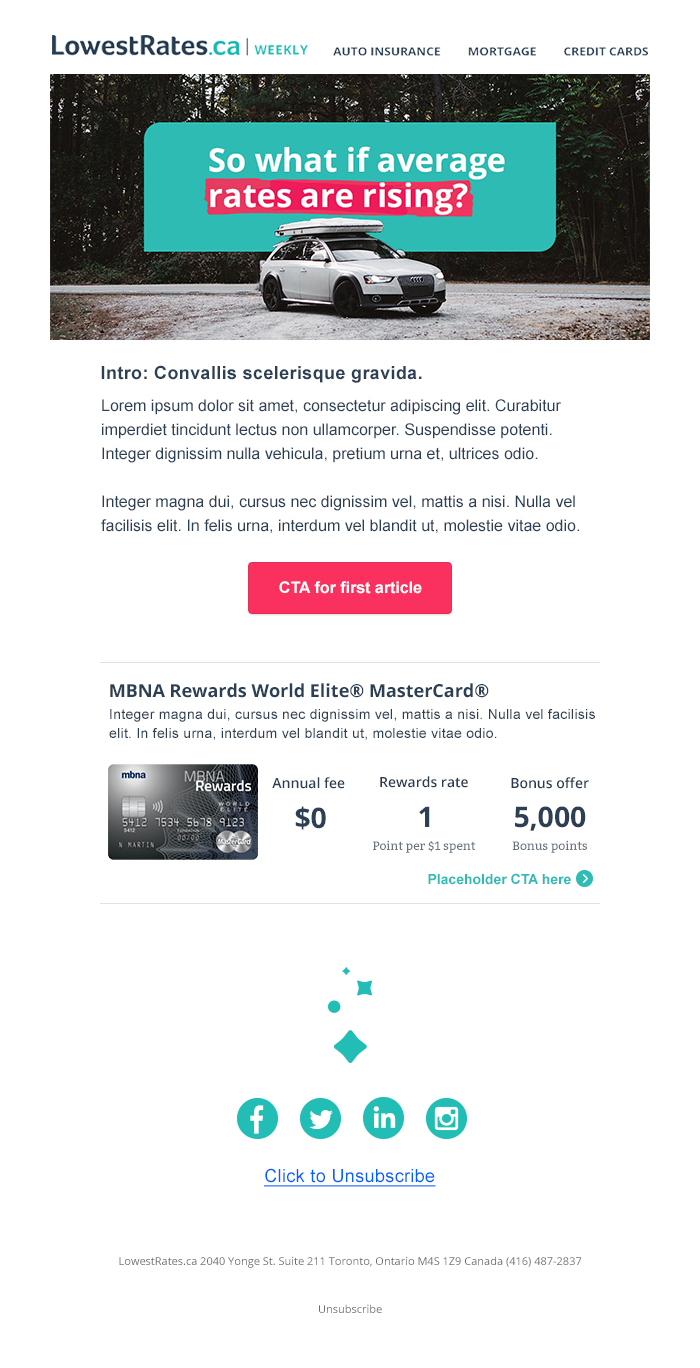 LowestRates.ca | WEEKLY AUTO INSURANCE MORTGAGE CREDIT CARDS
So what if average
rates are rising?
Intro: Convallis scelerisque gravida.
Lorem ipsum dolor sit amet, consectetur adipiscing elit. Curabitur
imperdiet tincidunt lectus non ullamcorper. Suspendisse potenti.
Integer dignissim nulla vehicula, pretium urna et, ultrices odio.
Integer magna dui, cursus nec dignissim vel, mattis a nisi. Nulla vel
facilisis elit. In felis urna, interdum vel blandit ut, molestie vitae odio.
CTA for first article
MBNA Rewards World Elite® MasterCard®
Integer magna dui, cursus nec dignissim vel, mattis a nisi. Nulla vel facilisis
elit. In felis urna, interdum vel blandit ut, molestie vitae odio.
mbna
MBNA
Rewards
WORLD
ELITE
5412 7534 5678 9123
5412
00/00
N MARTIN
MasterCard
Annual fee Rewards rate Bonus offer
$0 1 5,000
Point per $1 spent Bonus points
Placeholder CTA here
Click to Unsubscribe
LowestRates.ca 2040 Yonge St. Suite 211 Toronto, Ontario M4S 1Z9 Canada (416) 487-2837
Unsubscribe